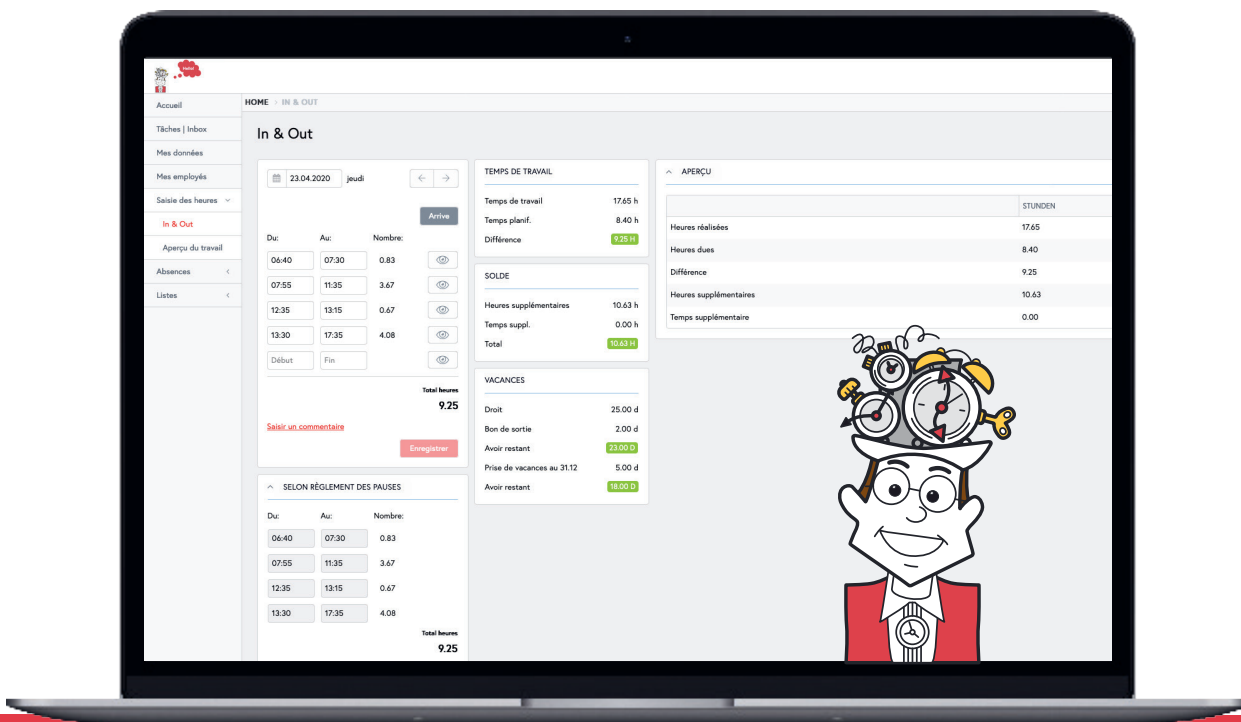 Hello!
HOME > IN & OUT
Accueil
Tâches | Inbox
Mes données
Mes employés
Saisie des heures
In & Out
Aperçu du travail
Absences
Listes
In & Out
23.04.2020 jeudi
Arrive
Du: Au: Nombre:
06:40 07:30 0.83
07:55 11:35 3.67
12:35 13:15 0.67
13:30 17:35 4.08
Début Fin
Total heures
9.25
Saisir un commentaire
Enregistrer
SELON RÈGLEMENT DES PAUSES
Du: Au: Nombre:
06:40 07:30 0.83
07:55 11:35 3.67
12:35 13:15 0.67
13:30 17:35 4.08
Total heures
9.25
TEMPS DE TRAVAIL
Temps de travail 17.65 h
Temps planif. 8.40 h
Différence 9.25 H
SOLDE
Heures supplémentaires 10.63 h
Temps suppl. 0.00 h
Total 10.63 H
VACANCES
Droit 25.00 d
Bon de sortie 2.00 d
Avoir restant 23.00 D
Prise de vacances au 31.12 5.00 d
Avoir restant 18.00 D
APERÇU
STUNDEN
Heures réalisées 17.65
Heures dues 8.40
Différence 9.25
Heures supplémentaires 10.63
Temps supplémentaire 0.00